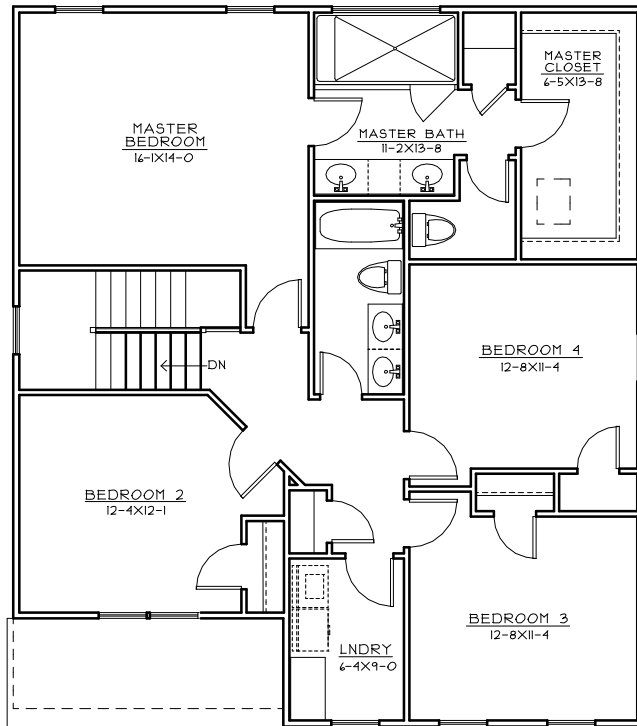 MASTER
BEDROOM
16-1X14-0
MASTER BATH
11-2X13-8
MASTER
CLOSET
6-5X13-8
DN
BEDROOM 4
12-8X11-4
BEDROOM 2
12-4X12-1
LNDRY
6-4X9-0
BEDROOM 3
12-8X11-4